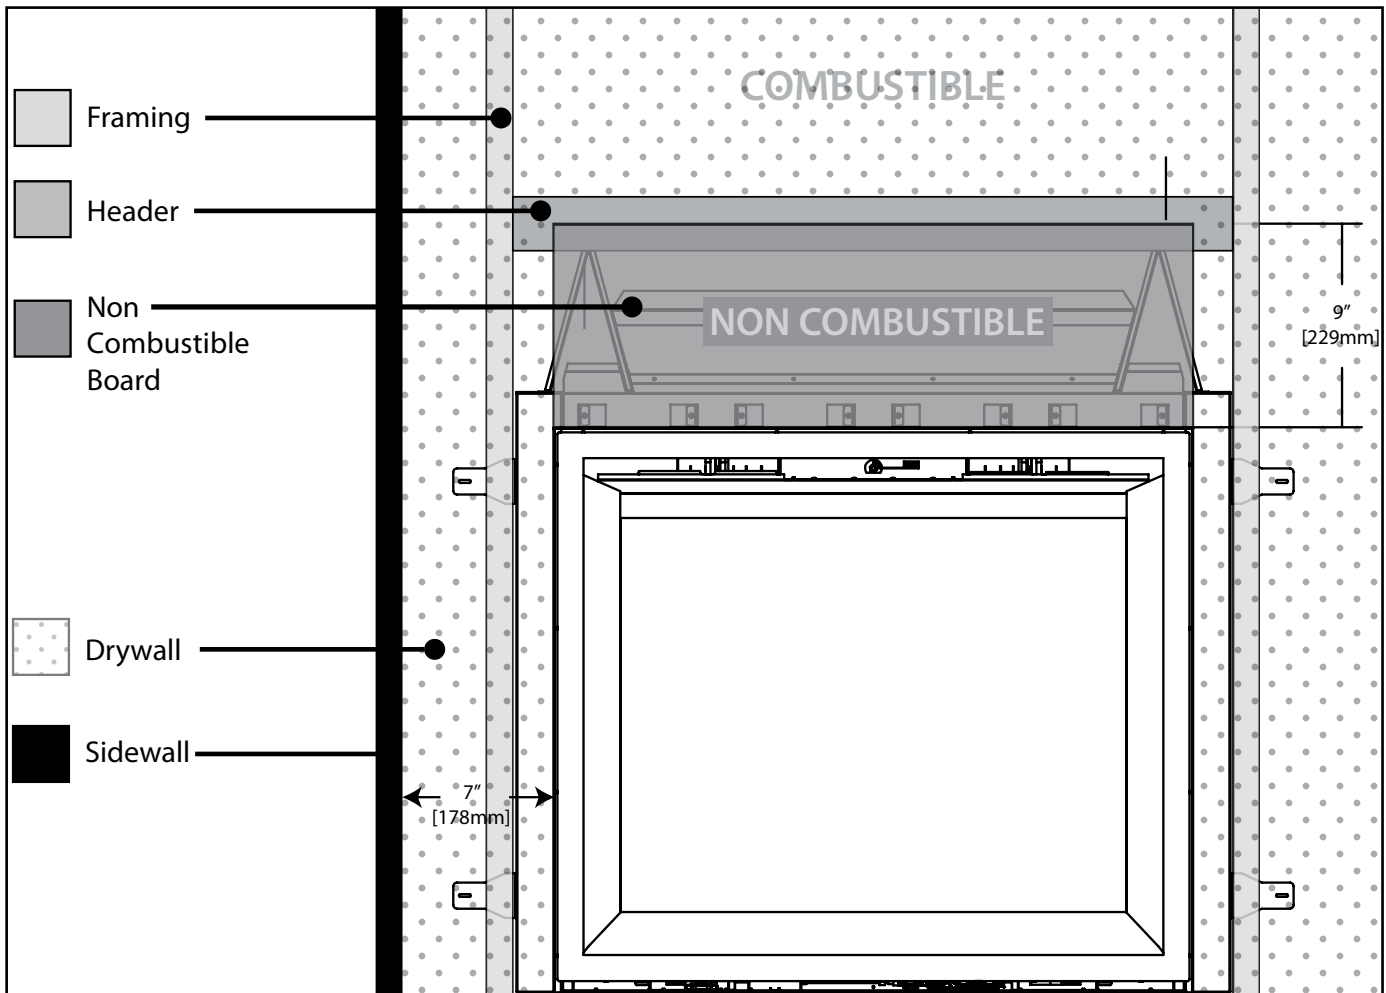 COMBUSTIBLE
Framing
Header
Non
Combustible
Board
NON COMBUSTIBLE
9”
[229mm]
Drywall
Sidewall
7”
[178mm]